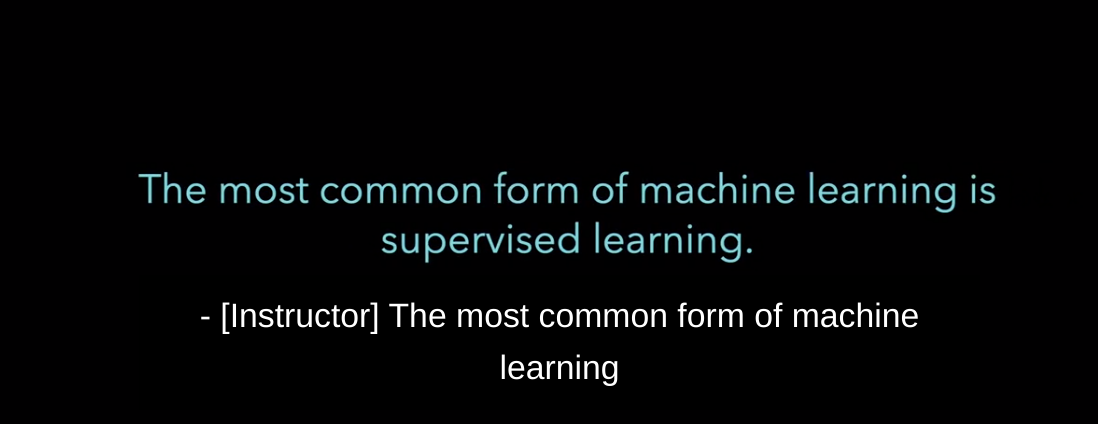 The most common form of machine learning is
supervised learning.
- [Instructor] The most common form of machine
learning